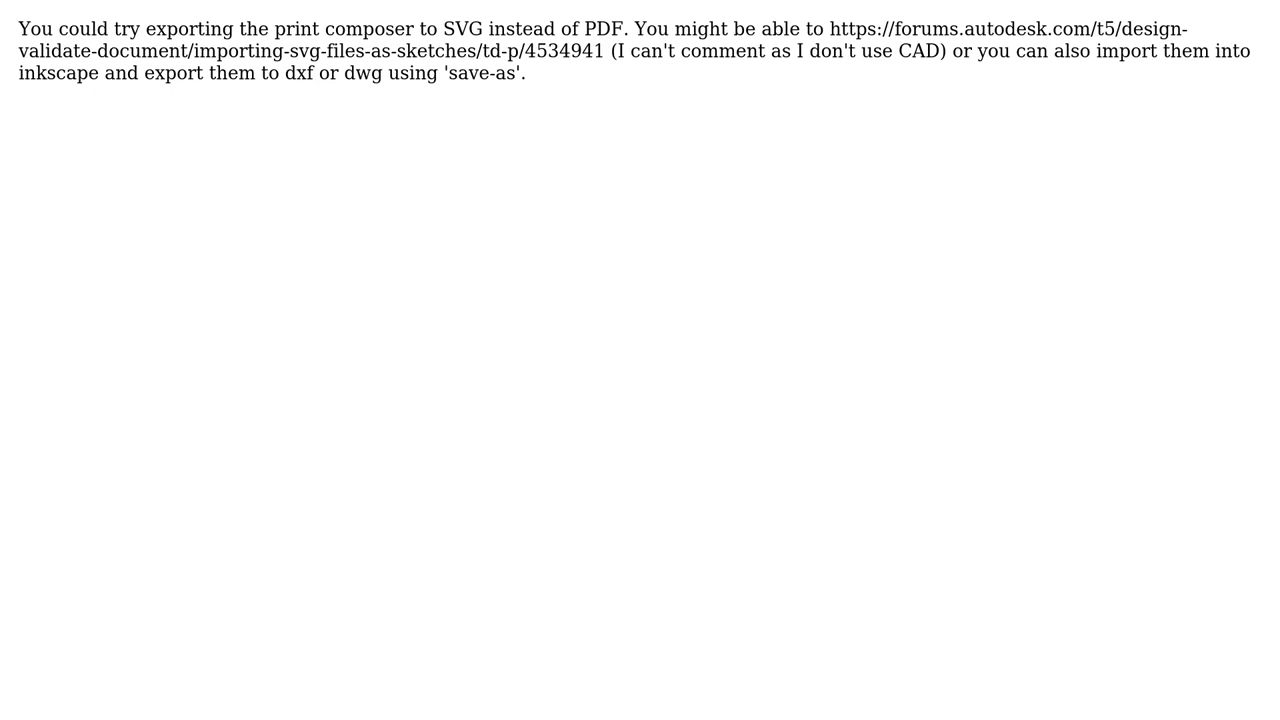 You could try exporting the print composer to SVG instead of PDF. You might be able to https://forums.autodesk.com/t5/design-
validate-document/importing-svg-files-as-sketches/td-p/4534941 (I can't comment as I don't use CAD) or you can also import them into
inkscape and export them to dxf or dwg using 'save-as'.